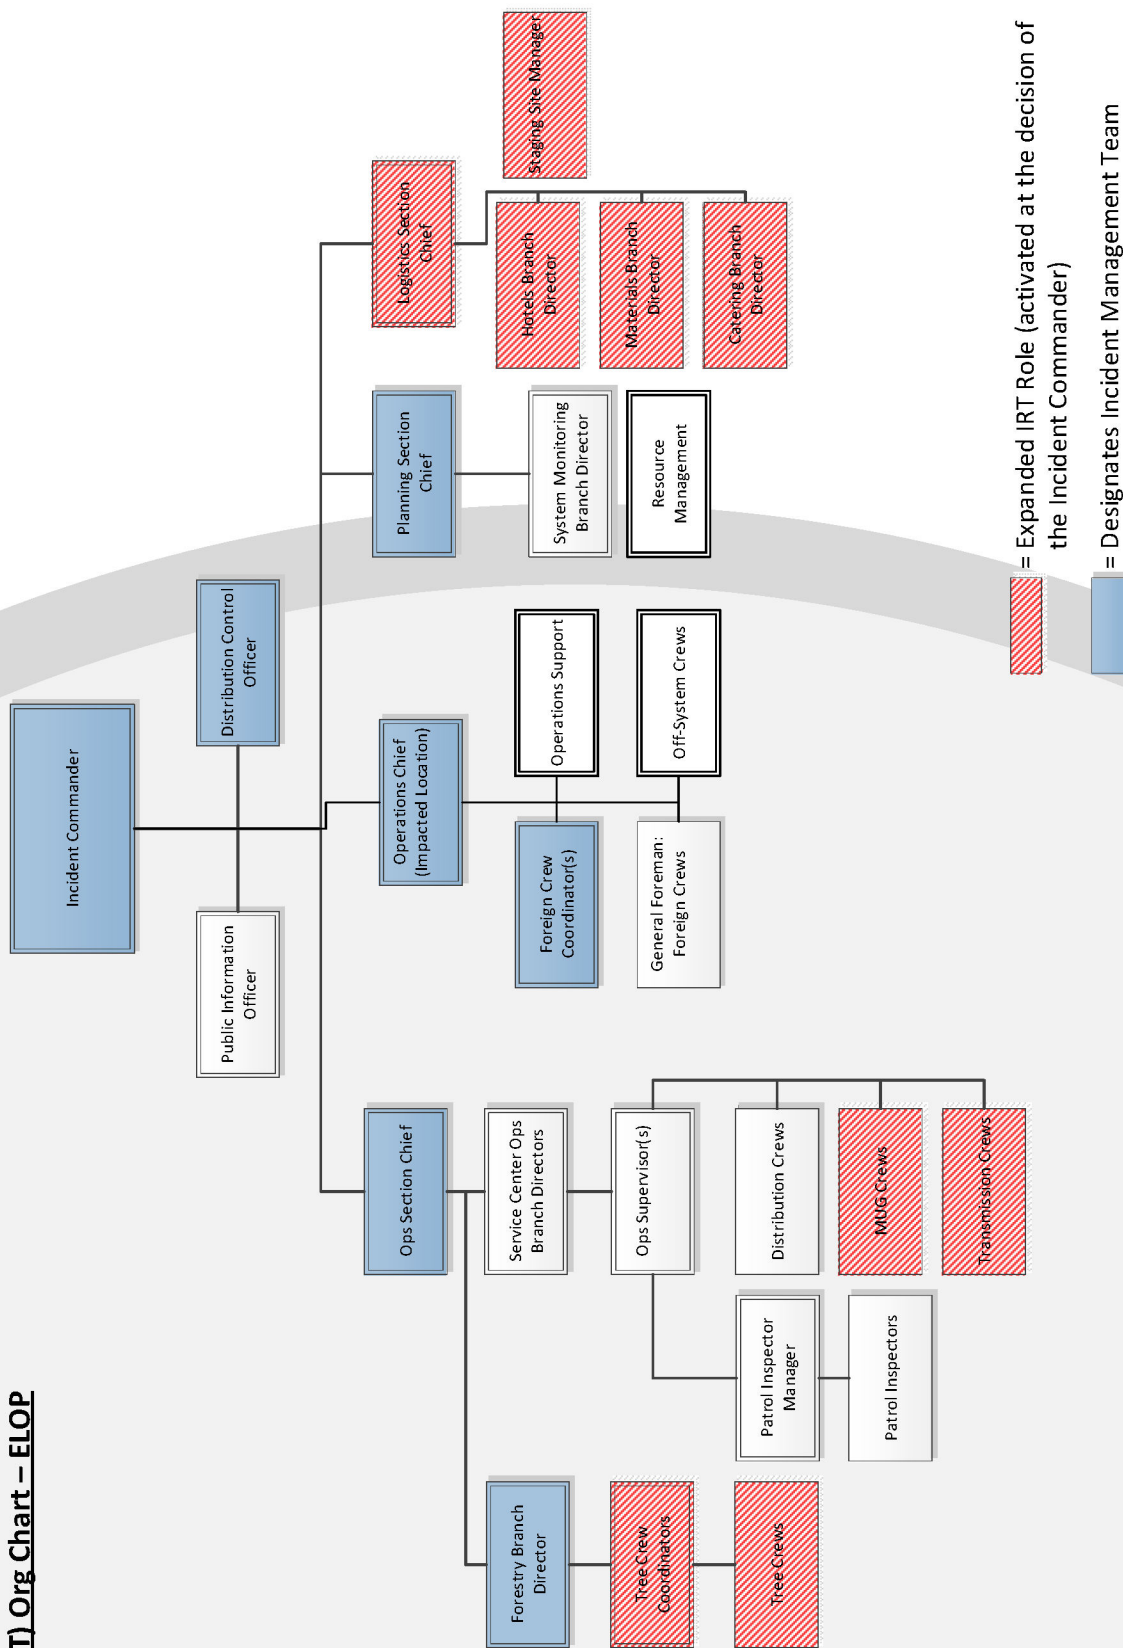 T) Org Chart – ELOP
Incident Commander
Public Information
Officer
Distribution Control
Officer
Ops Section Chief
Operations Chief
(Impacted Location)
Planning Section
Chief
Logistics Section
Chief
Forestry Branch
Director
Service Center Ops
Branch Directors
Foreign Crew
Coordinator(s)
Operations Support
System Monitoring
Branch Director
Hotels Branch
Director
Staging Site Manager
Tree Crew
Coordinators
Ops Supervisor(s)
General Foreman:
Foreign Crews
Off-System Crews
Resource
Management
Materials Branch
Director
Tree Crews
Patrol Inspector
Manager
Distribution Crews
Catering Branch
Director
Patrol Inspectors
MUG Crews
Transmission Crews
= Expanded IRT Role (activated at the decision of
the Incident Commander)
= Designates Incident Management Team